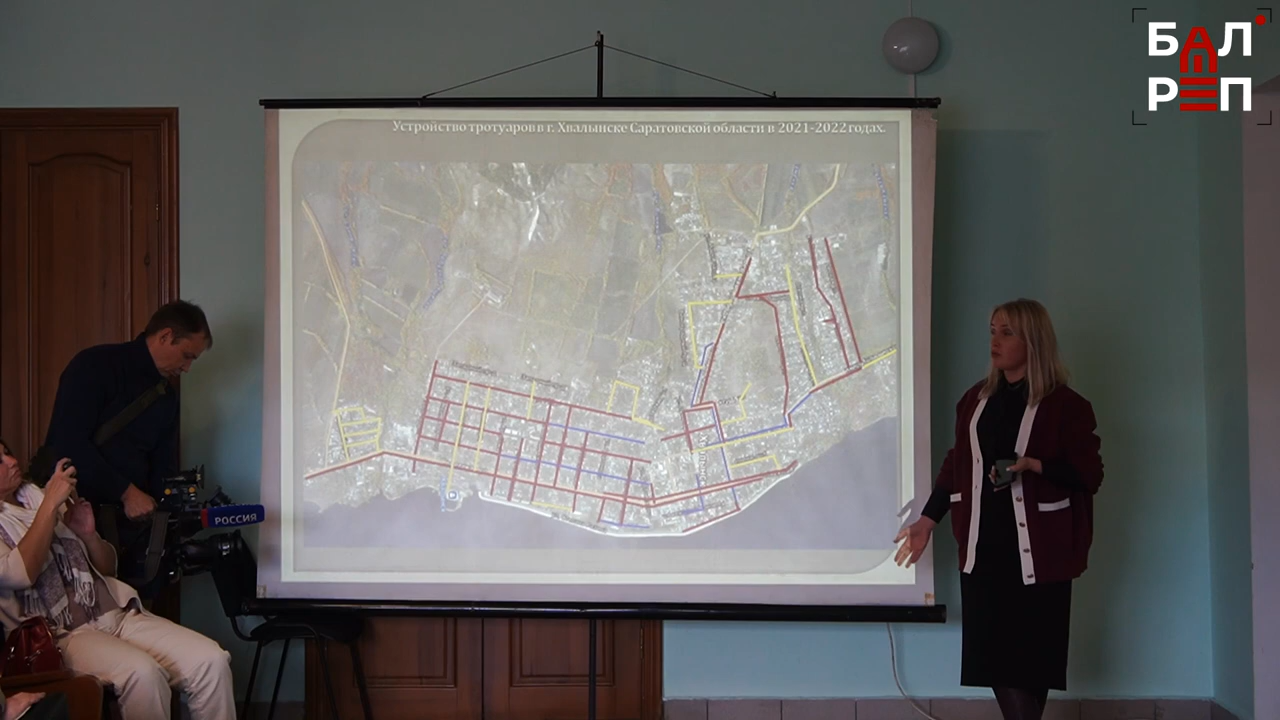 БАЛ
РЕП
Устройство тротуаров в г. Хвалынске Саратовской области в 2021-2022 годах.
РОССИЯ